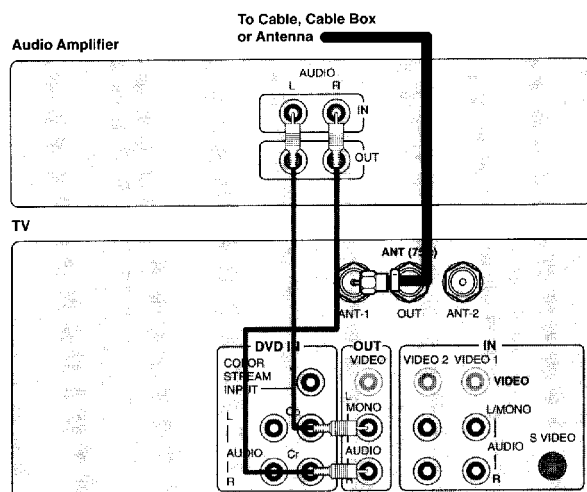 To Cable, Cable Box
or Antenna
Audio Amplifier
AUDIO
L R
IN
OUT
TV
ANT
ANT-1 OUT ANT-2
DVD IN OUT IN
COLOR
STREAM
INPUT
VIDEO
VIDEO 2 VIDEO 1
VIDEO
L
MONO
L
L/MONO
S VIDEO
AUDIO
Cr
AUDIO
AUDIO
R
R